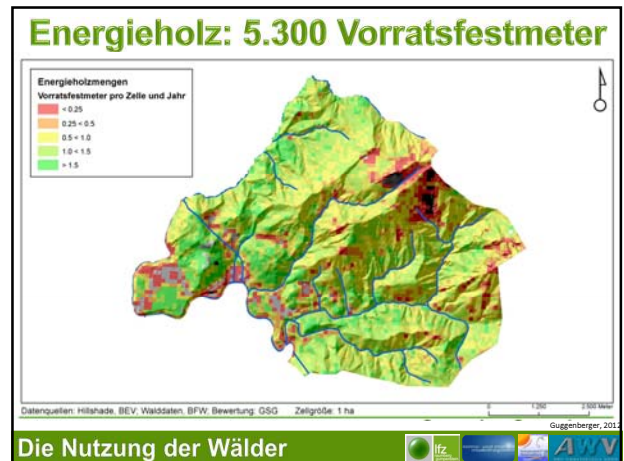 Energieholz: 5.300 Vorratsfestmeter
Energieholzmengen
Vorratsfestmeter pro Zelle und Jahr
< 0.25
0.25 < 0.5
0.5 < 1.0
1.0 < 1.5
> 1.5
Datenquellen: Hillshade, BEV; Walddaten, BFW; Bewertung: GSG Zellgröße: 1 ha
0 1.250 2.500 Meter
Guggenberger, 2012
Die Nutzung der Wälder
lfz
AWV